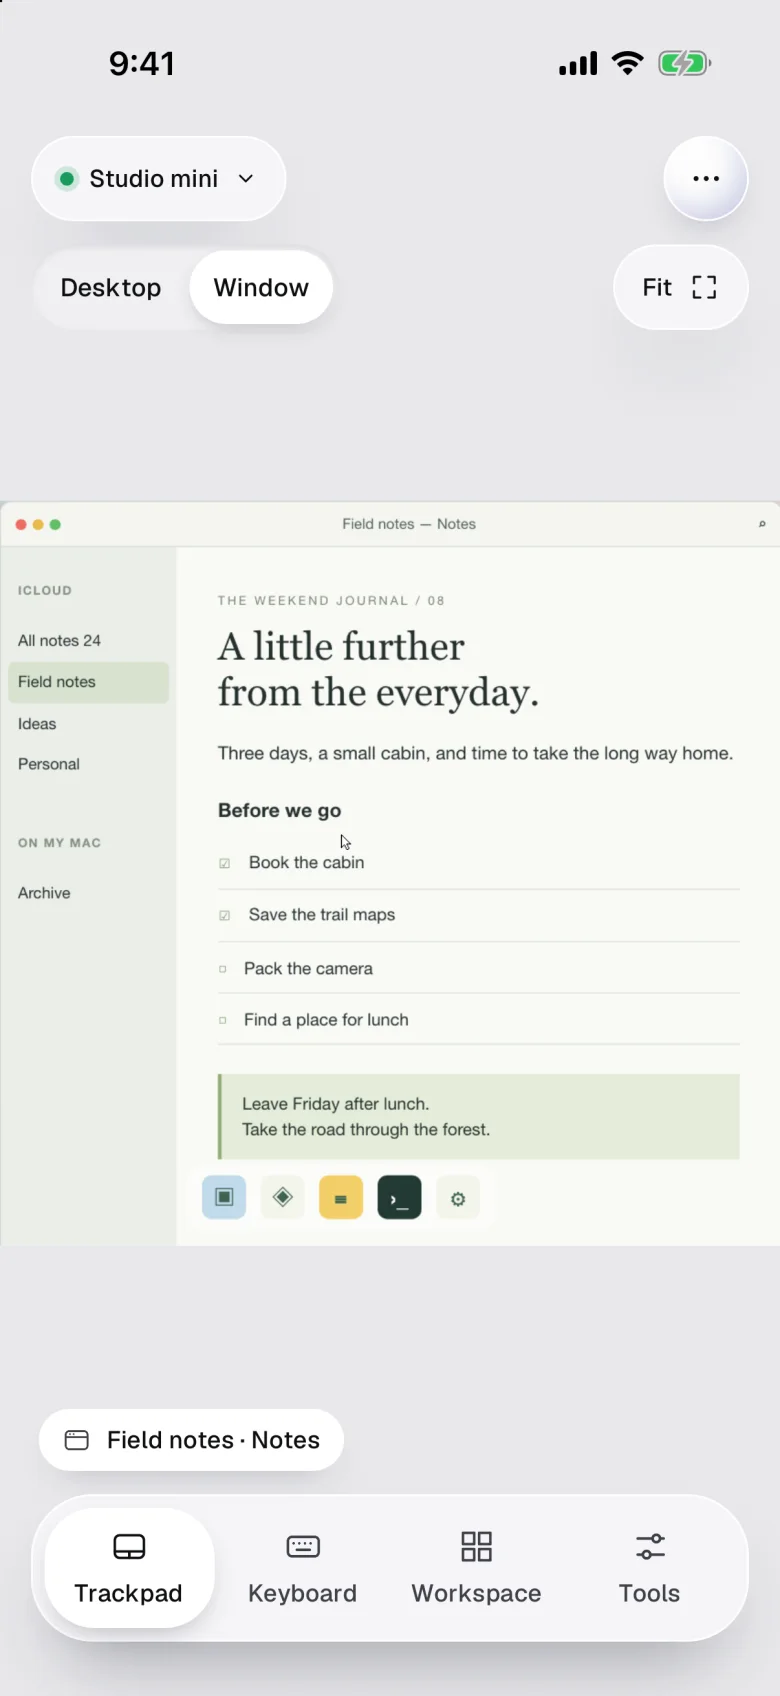 9:41
Studio mini
Desktop
Window
Fit
Field notes — Notes
ICLOUD
All notes 24
Field notes
Ideas
Personal
ON MY MAC
Archive
THE WEEKEND JOURNAL / 08
A little further
from the everyday.
Three days, a small cabin, and time to take the long way home.
Before we go
Book the cabin
Save the trail maps
Pack the camera
Find a place for lunch
Leave Friday after lunch.
Take the road through the forest.
Field notes · Notes
Trackpad
Keyboard
Workspace
Tools